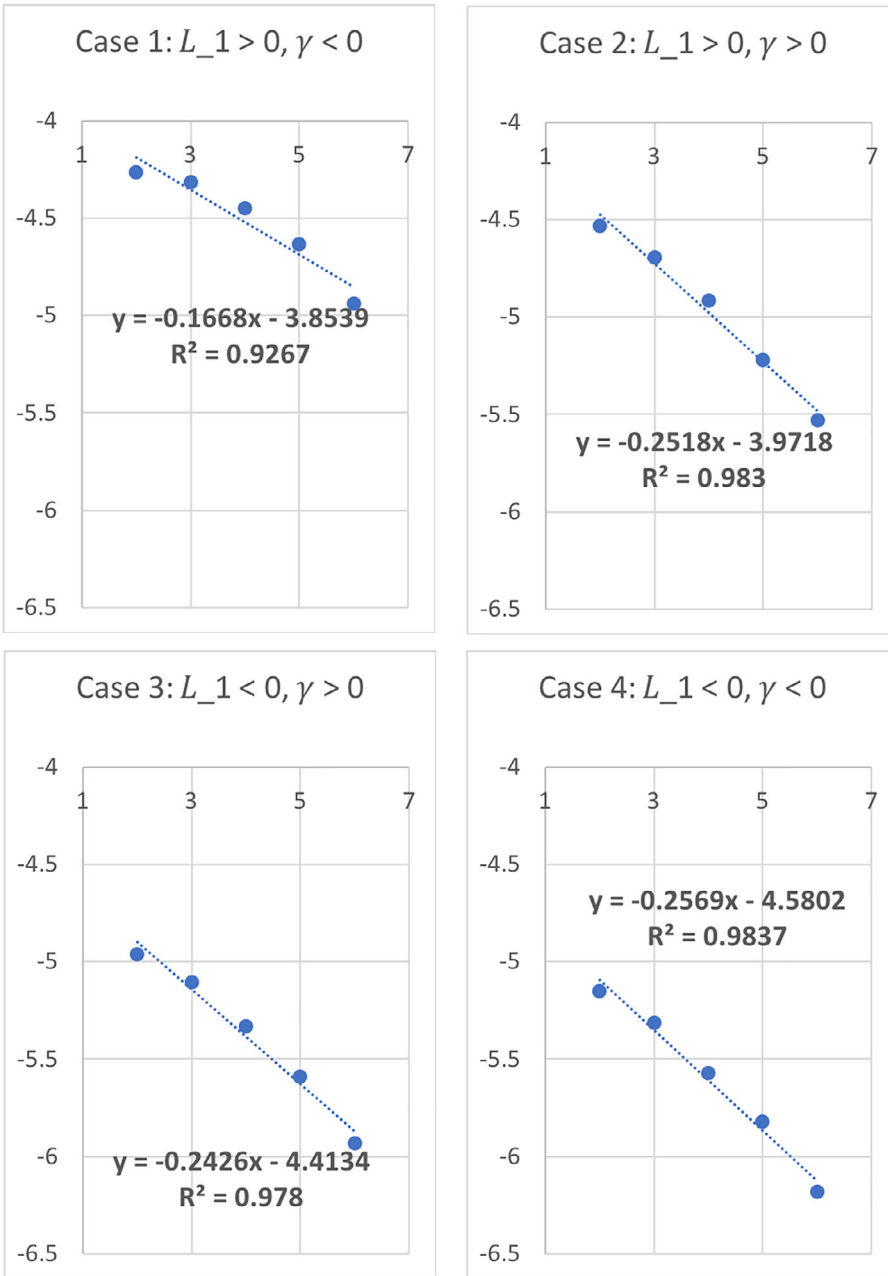 Case 1: L_1 > 0, γ < 0
-4
1 3 5 7
-4.5
-5
y = -0.1668x - 3.8539
R² = 0.9267
-5.5
-6
-6.5
Case 2: L_1 > 0, γ > 0
-4
1 3 5 7
-4.5
-5
-5.5
y = -0.2518x - 3.9718
R² = 0.983
-6
-6.5
Case 3: L_1 < 0, γ > 0
-4
1 3 5 7
-4.5
-5
-5.5
-6
y = -0.2426x - 4.4134
R² = 0.978
-6.5
Case 4: L_1 < 0, γ < 0
-4
1 3 5 7
-4.5
y = -0.2569x - 4.5802
R² = 0.9837
-5
-5.5
-6
-6.5